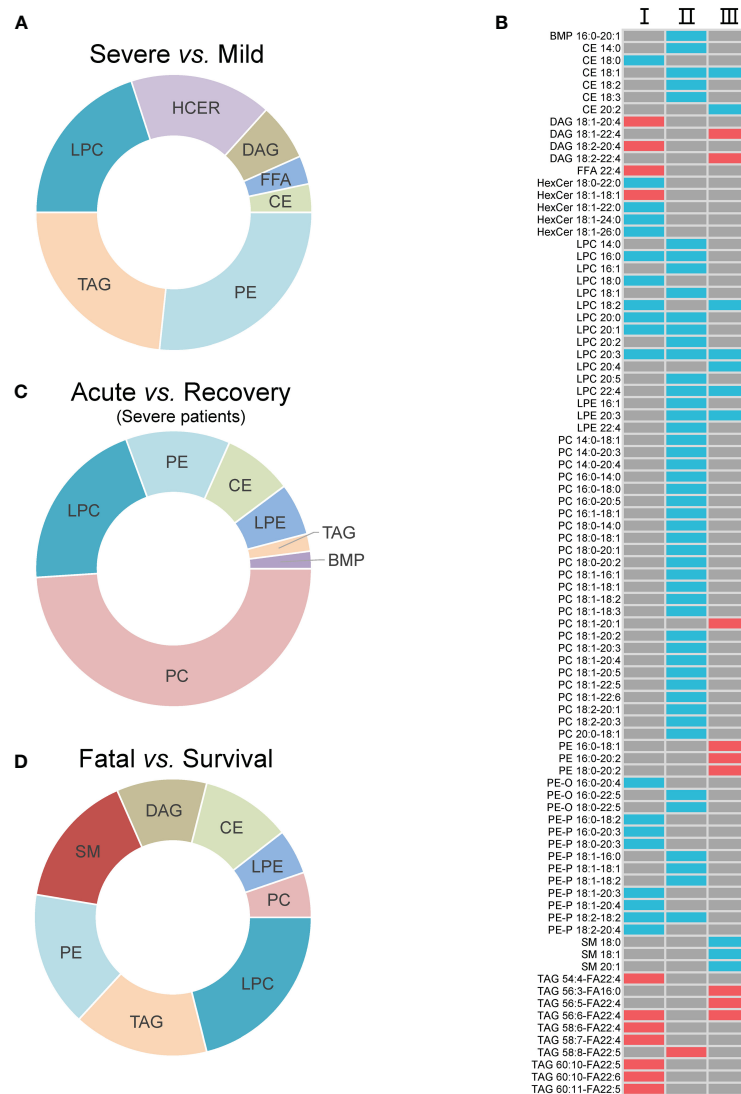 A
Severe vs. Mild
HCER
LPC
DAG
FFA
CE
TAG
PE
C
Acute vs. Recovery
(Severe patients)
PE
CE
LPC
LPE
TAG
BMP
PC
D
Fatal vs. Survival
DAG
CE
SM
LPE
PC
PE
LPC
TAG
B
I II III
BMP 16:0-20:1
CE 14:0
CE 18:0
CE 18:1
CE 18:2
CE 18:3
CE 20:2
DAG 18:1-20:4
DAG 18:1-22:4
DAG 18:2-20:4
DAG 18:2-22:4
FFA 22:4
HexCer 18:0-22:0
HexCer 18:1-18:1
HexCer 18:1-22:0
HexCer 18:1-24:0
HexCer 18:1-26:0
LPC 14:0
LPC 16:0
LPC 16:1
LPC 18:0
LPC 18:1
LPC 18:2
LPC 20:0
LPC 20:1
LPC 20:2
LPC 20:3
LPC 20:4
LPC 20:5
LPC 22:4
LPE 16:1
LPE 20:3
LPE 22:4
PC 14:0-18:1
PC 14:0-20:3
PC 14:0-20:4
PC 16:0-14:0
PC 16:0-18:0
PC 16:0-20:5
PC 16:1-18:1
PC 18:0-14:0
PC 18:0-18:1
PC 18:0-20:1
PC 18:0-20:2
PC 18:1-16:1
PC 18:1-18:1
PC 18:1-18:2
PC 18:1-18:3
PC 18:1-20:1
PC 18:1-20:2
PC 18:1-20:3
PC 18:1-20:4
PC 18:1-20:5
PC 18:1-22:5
PC 18:1-22:6
PC 18:2-20:1
PC 18:2-20:3
PC 20:0-18:1
PE 16:0-18:1
PE 16:0-20:2
PE 18:0-20:2
PE-O 16:0-20:4
PE-O 16:0-22:5
PE-O 18:0-22:5
PE-P 16:0-18:2
PE-P 16:0-20:3
PE-P 18:0-20:3
PE-P 18:1-16:0
PE-P 18:1-18:1
PE-P 18:1-18:2
PE-P 18:1-20:3
PE-P 18:1-20:4
PE-P 18:2-18:2
PE-P 18:2-20:4
SM 18:0
SM 18:1
SM 20:1
TAG 54:4-FA22:4
TAG 56:3-FA16:0
TAG 56:5-FA22:4
TAG 56:6-FA22:4
TAG 58:6-FA22:4
TAG 58:7-FA22:4
TAG 58:8-FA22:5
TAG 60:10-FA22:5
TAG 60:10-FA22:6
TAG 60:11-FA22:5